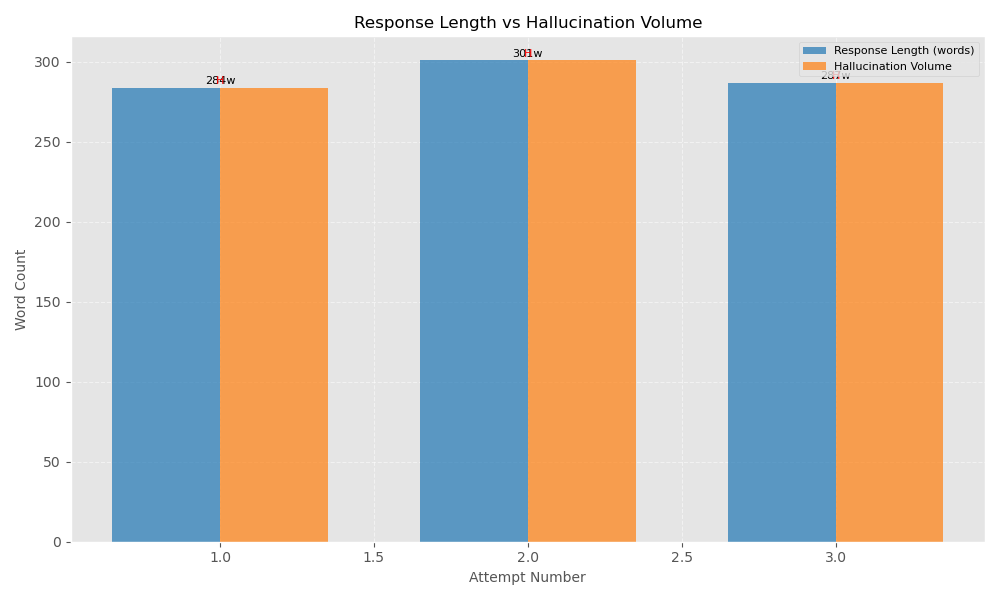 Response Length vs Hallucination Volume
Response Length (words)
Hallucination Volume
284w
301w
287w
300
250
200
150
100
50
0
Word Count
1.0 1.5 2.0 2.5 3.0
Attempt Number